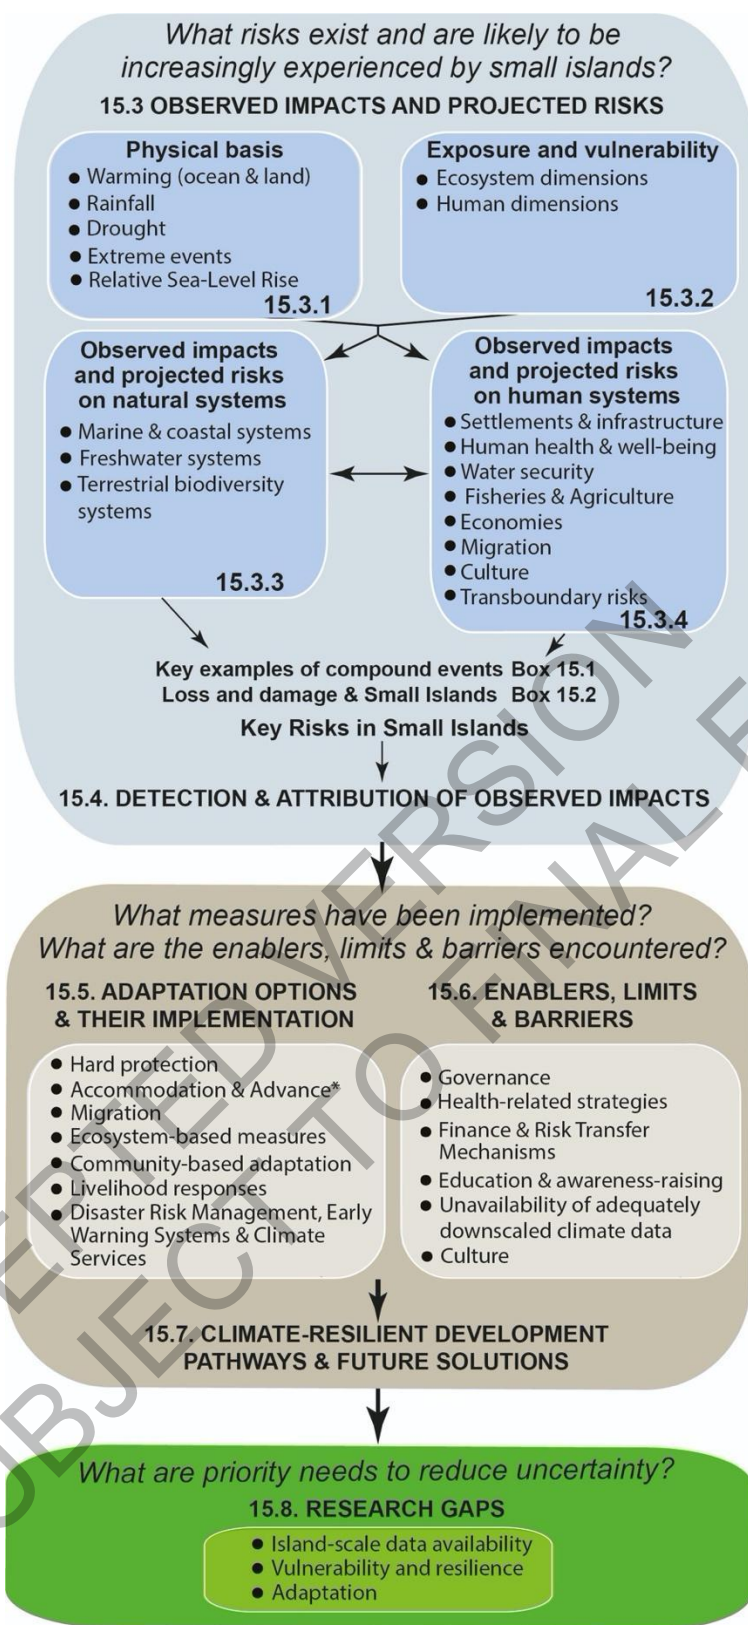 What risks exist and are likely to be
increasingly experienced by small islands?
15.3 OBSERVED IMPACTS AND PROJECTED RISKS
Physical basis
● Warming (ocean & land)
● Rainfall
● Drought
● Extreme events
● Relative Sea-Level Rise
15.3.1
Exposure and vulnerability
● Ecosystem dimensions
● Human dimensions
15.3.2
Observed impacts
and projected risks
on natural systems
● Marine & coastal systems
● Freshwater systems
● Terrestrial biodiversity
systems
15.3.3
Observed impacts
and projected risks
on human systems
● Settlements & infrastructure
● Human health & well-being
● Water security
● Fisheries & Agriculture
● Economies
● Migration
● Culture
● Transboundary risks
15.3.4
Key examples of compound events Box 15.1
Loss and damage & Small Islands Box 15.2
Key Risks in Small Islands
15.4. DETECTION & ATTRIBUTION OF OBSERVED IMPACTS
What measures have been implemented?
What are the enablers, limits & barriers encountered?
15.5. ADAPTATION OPTIONS
& THEIR IMPLEMENTATION
● Hard protection
● Accommodation & Advance*
● Migration
● Ecosystem-based measures
● Community-based adaptation
● Livelihood responses
● Disaster Risk Management, Early
Warning Systems & Climate
Services
15.6. ENABLERS, LIMITS
& BARRIERS
● Governance
● Health-related strategies
● Finance & Risk Transfer
Mechanisms
● Education & awareness-raising
● Unavailability of adequately
downscaled climate data
● Culture
15.7. CLIMATE-RESILIENT DEVELOPMENT
PATHWAYS & FUTURE SOLUTIONS
What are priority needs to reduce uncertainty?
15.8. RESEARCH GAPS
● Island-scale data availability
● Vulnerability and resilience
● Adaptation
EPTED VERSION
UBJECT TO FINAL E